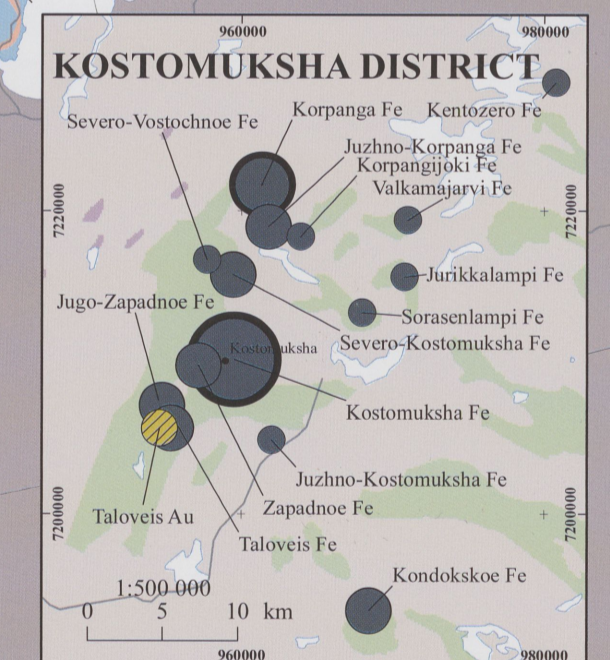 960000
980000
KOSTOMUKSHA DISTRICT
Korpanga Fe
Kentozero Fe
Severo-Vostochnoe Fe
Juzhno-Korpanga Fe
Korpangijoki Fe
Valkamajarvi Fe
7220000
7220000
Jurikkalampi Fe
Jugo-Zapadnoe Fe
Sorasenlampi Fe
Severo-Kostomuksha Fe
Kostomuksha
Kostomuksha Fe
Juzhno-Kostomuksha Fe
7200000
7200000
Taloveis Au
Zapadnoe Fe
Taloveis Fe
Kondokskoe Fe
1:500 000
0 5 10 km
960000
980000